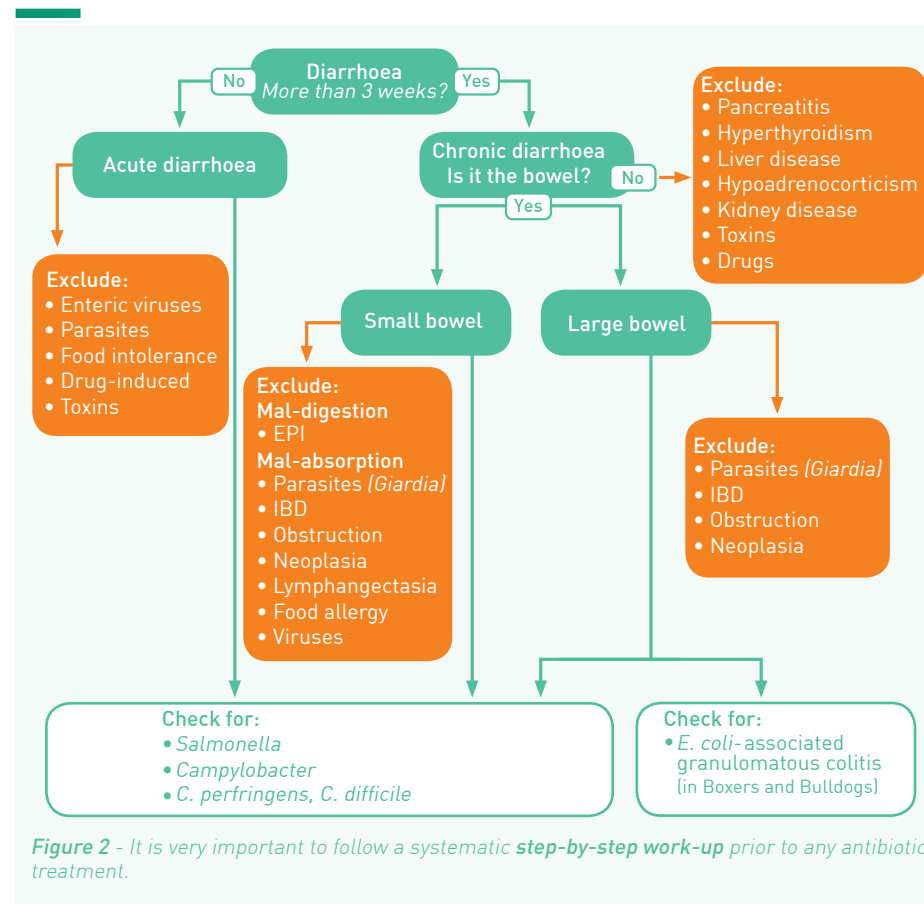 Diarrhoea
More than 3 weeks?
No
Yes
Acute diarrhoea
Chronic diarrhoea
Is it the bowel?
No
Yes
Exclude:
• Pancreatitis
• Hyperthyroidism
• Liver disease
• Hypoadrenocorticism
• Kidney disease
• Toxins
• Drugs
Exclude:
• Enteric viruses
• Parasites
• Food intolerance
• Drug-induced
• Toxins
Small bowel
Large bowel
Exclude:
Mal-digestion
• EPI
Mal-absorption
• Parasites (Giardia)
• IBD
• Obstruction
• Neoplasia
• Lymphangectasia
• Food allergy
• Viruses
Exclude:
• Parasites (Giardia)
• IBD
• Obstruction
• Neoplasia
Check for:
• Salmonella
• Campylobacter
• C. perfringens, C. difficile
Check for:
• E. coli-associated
granulomatous colitis
(in Boxers and Bulldogs)
Figure 2 - It is very important to follow a systematic step-by-step work-up prior to any antibiotic
treatment.